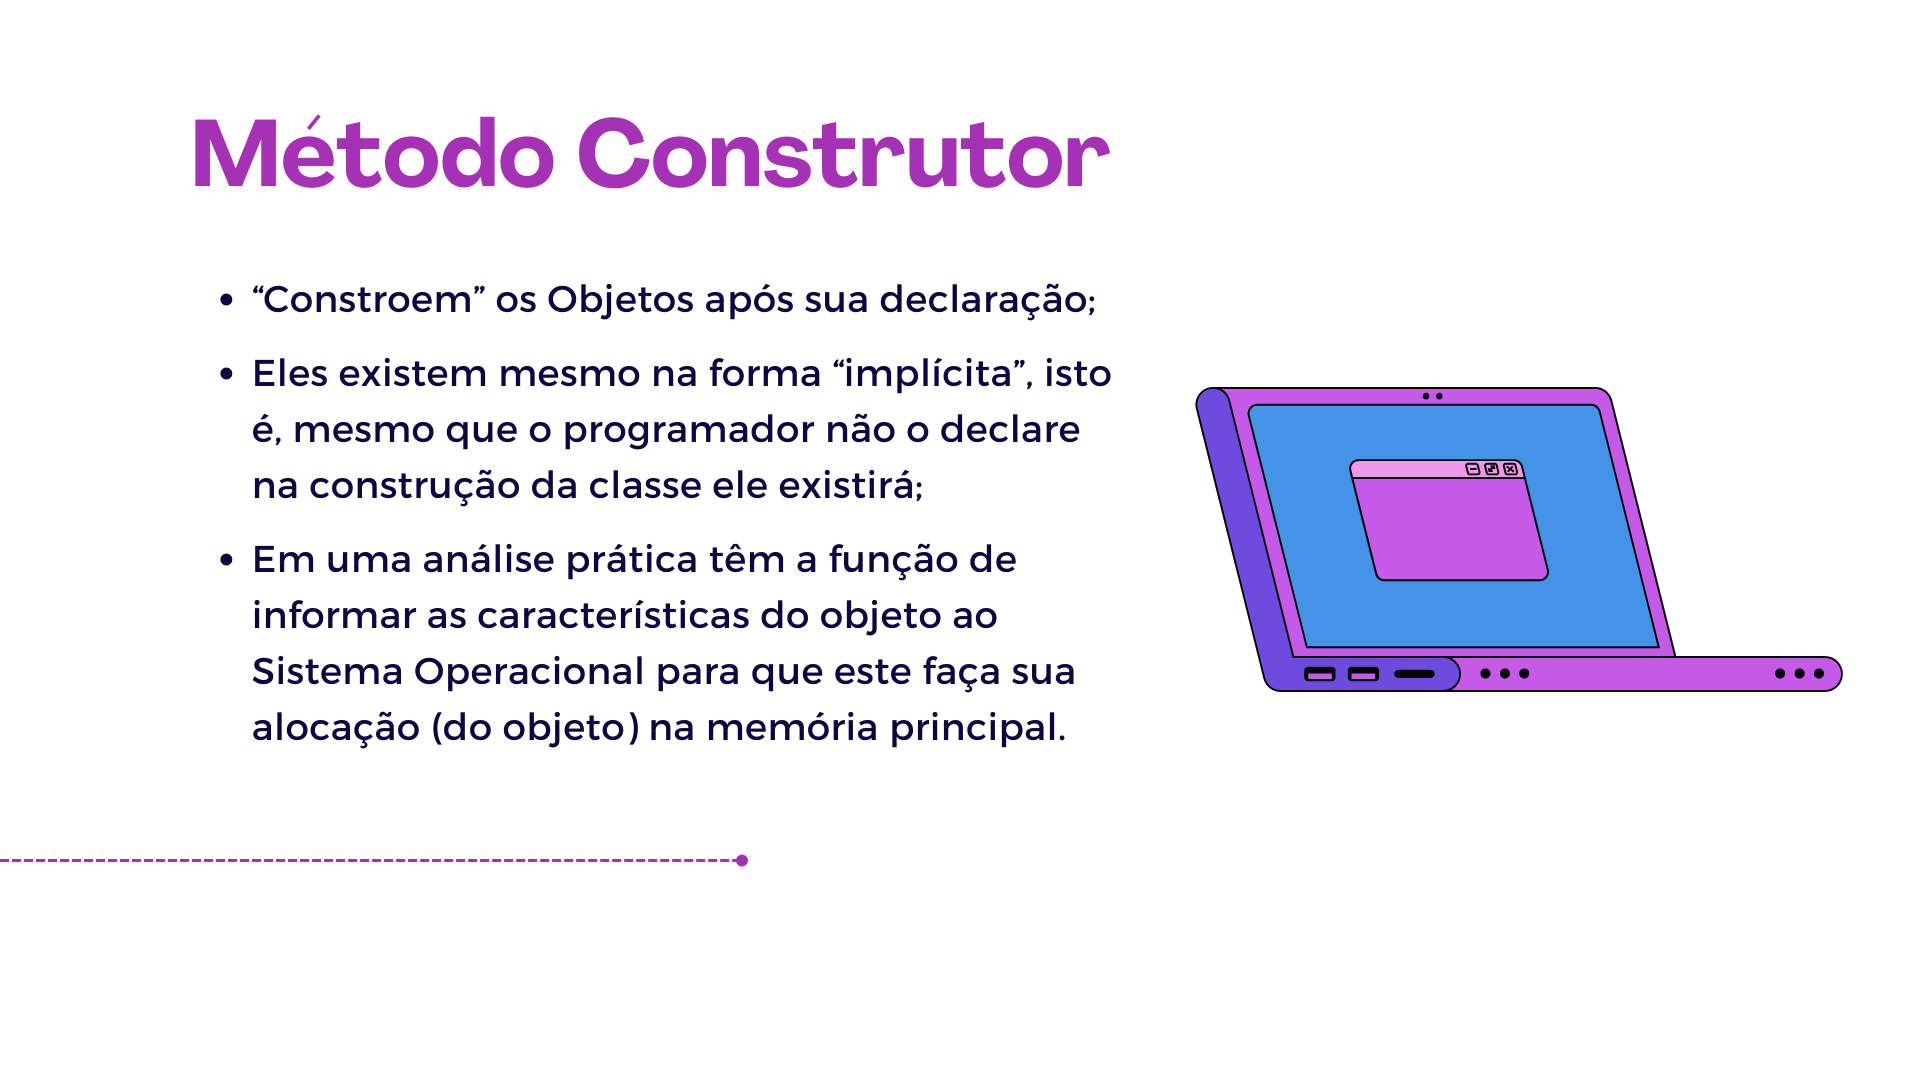 Método Construtor
• “Constroem” os Objetos após sua declaração;
• Eles existem mesmo na forma “implícita”, isto
é, mesmo que o programador não o declare
na construção da classe ele existirá;
• Em uma análise prática têm a função de
informar as características do objeto ao
Sistema Operacional para que este faça sua
alocação (do objeto) na memória principal.